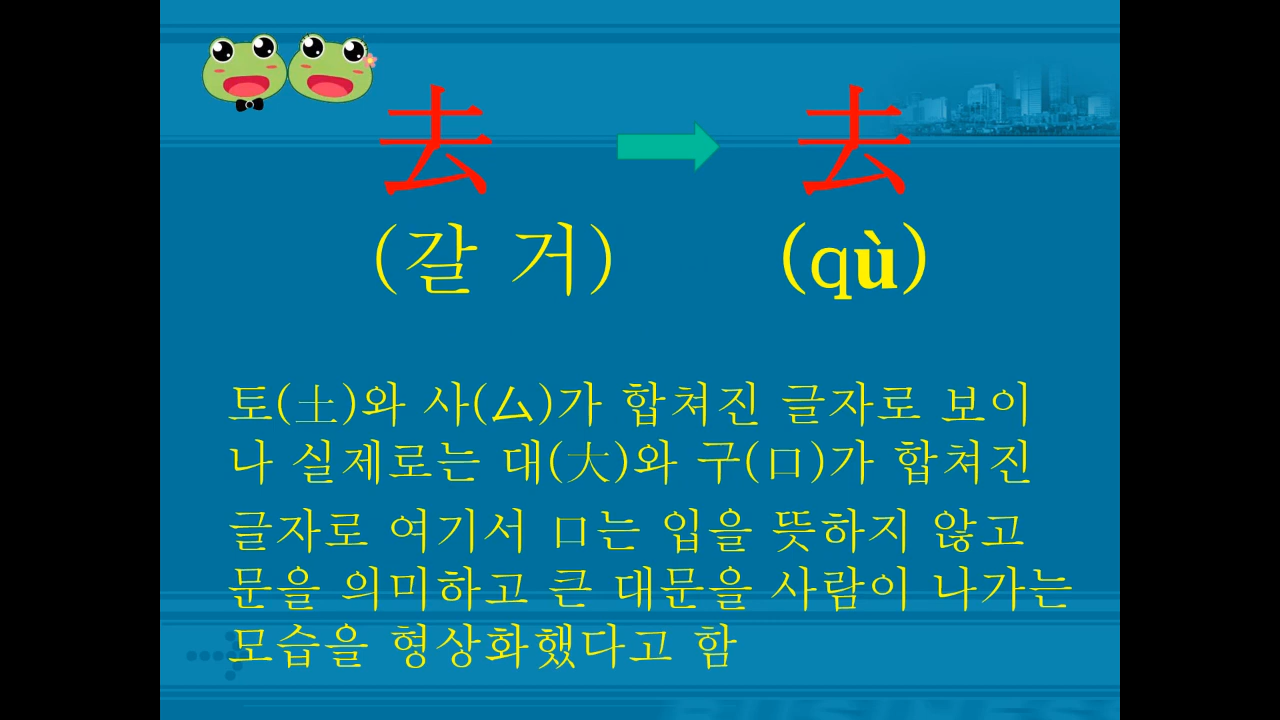 去 去
(갈 거) (qù)
토(土)와 사(厶)가 합쳐진 글자로 보이
나 실제로는 대(大)와 구(口)가 합쳐진
글자로 여기서 口는 입을 뜻하지 않고
문을 의미하고 큰 대문을 사람이 나가는
모습을 형상화했다고 함